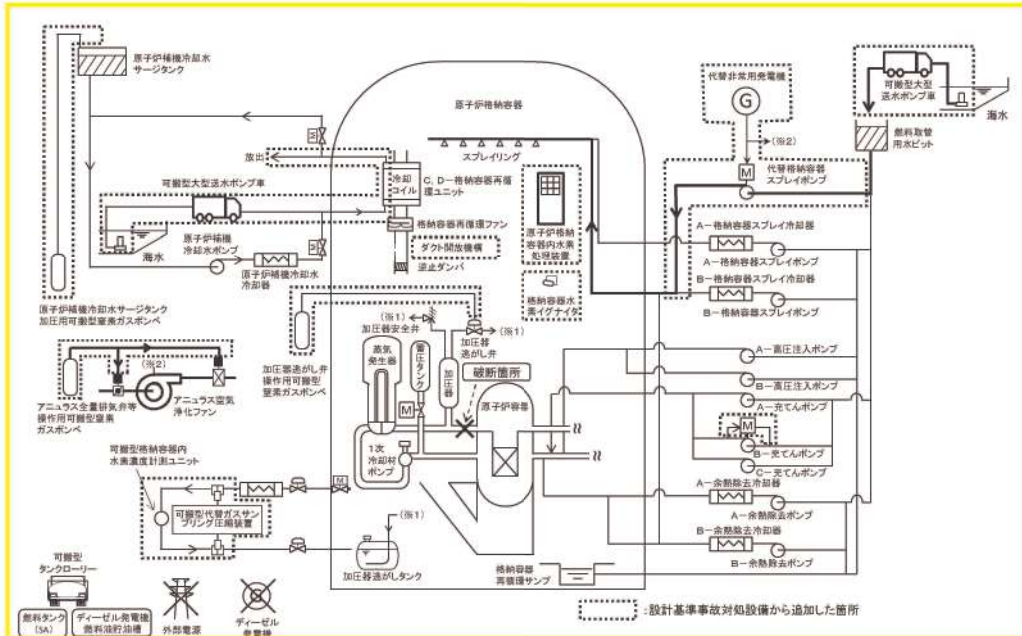 原子炉補機冷却水
サージタンク
原子炉格納容器
代替非常用発電機
G
可搬型大型
送水ポンプ車
海水
(※2)
燃料取替
用水ピット
M
代替格納容器
スプレイポンプ
M
放出
スプレイリング
冷却
コイル
C, D-格納容器再循
環ユニット
可搬型大型送水ポンプ車
格納容器再循環ファン
ダクト開放機構
逆止ダンパ
原子炉格納
容器内水素
処理装置
A-格納容器スプレイ冷却器
A-格納容器スプレイポンプ
B-格納容器スプレイ冷却器
B-格納容器スプレイポンプ
海水
原子炉補機
冷却水ポンプ
M
原子炉補機冷却水
冷却器
格納容器水
素イグナイタ
原子炉補機冷却水サージタンク
加圧用可搬型窒素ガスボンベ
(※1)
加圧器安全弁
(※1)
加圧器
逃がし弁
加圧器逃がし弁
操作用可搬型
窒素ガスボンベ
蒸気
発生器
蓄圧タンク
加圧器
破断箇所
原子炉容器
M
1次
冷却材
ポンプ
A-高圧注入ポンプ
B-高圧注入ポンプ
A-充てんポンプ
M
B-充てんポンプ
C-充てんポンプ
(※2)
アニュラス空気
浄化ファン
アニュラス全量排気弁等
操作用可搬型窒素
ガスボンベ
可搬型格納容器内
水素濃度計測ユニット
M
可搬型代替ガスサン
プリング圧縮装置
(※1)
加圧器逃がしタンク
A-余熱除去冷却器
A-余熱除去ポンプ
B-余熱除去冷却器
B-余熱除去ポンプ
格納容器
再循環サンプ
可搬型
タンクローリー
燃料タンク
(SA)
ディーゼル発電機
燃料油貯油槽
外部電源
ディーゼル
発電機
:設計基準事故対処設備から追加した箇所